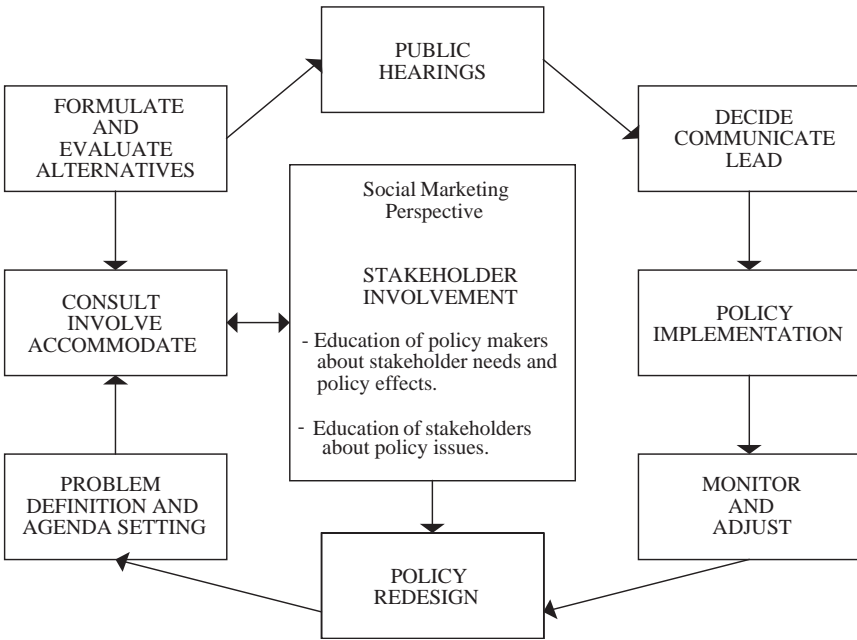 PUBLIC
HEARINGS
FORMULATE
AND
EVALUATE
ALTERNATIVES
DECIDE
COMMUNICATE
LEAD
Social Marketing
Perspective
STAKEHOLDER
INVOLVEMENT
- Education of policy makers
about stakeholder needs and
policy effects.
- Education of stakeholders
about policy issues.
CONSULT
INVOLVE
ACCOMMODATE
POLICY
IMPLEMENTATION
PROBLEM
DEFINITION AND
AGENDA SETTING
MONITOR
AND
ADJUST
POLICY
REDESIGN